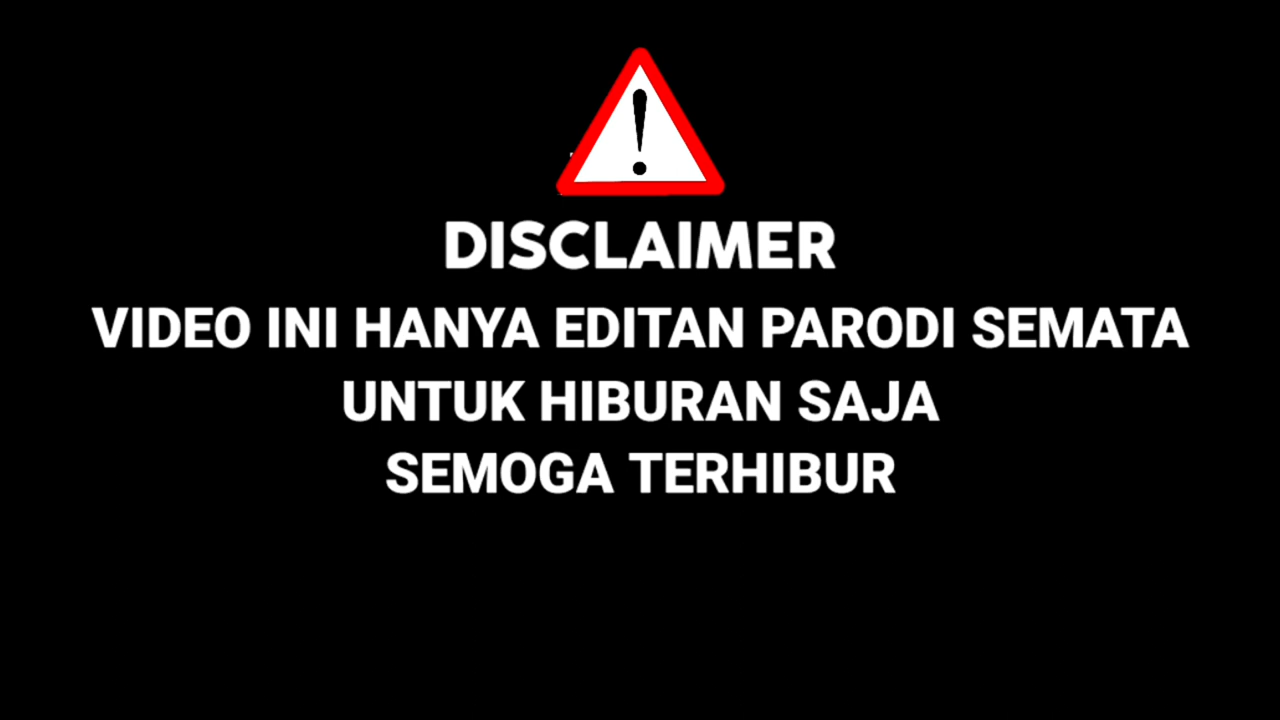 DISCLAIMER
VIDEO INI HANYA EDITAN PARODI SEMATA
UNTUK HIBURAN SAJA
SEMOGA TERHIBUR